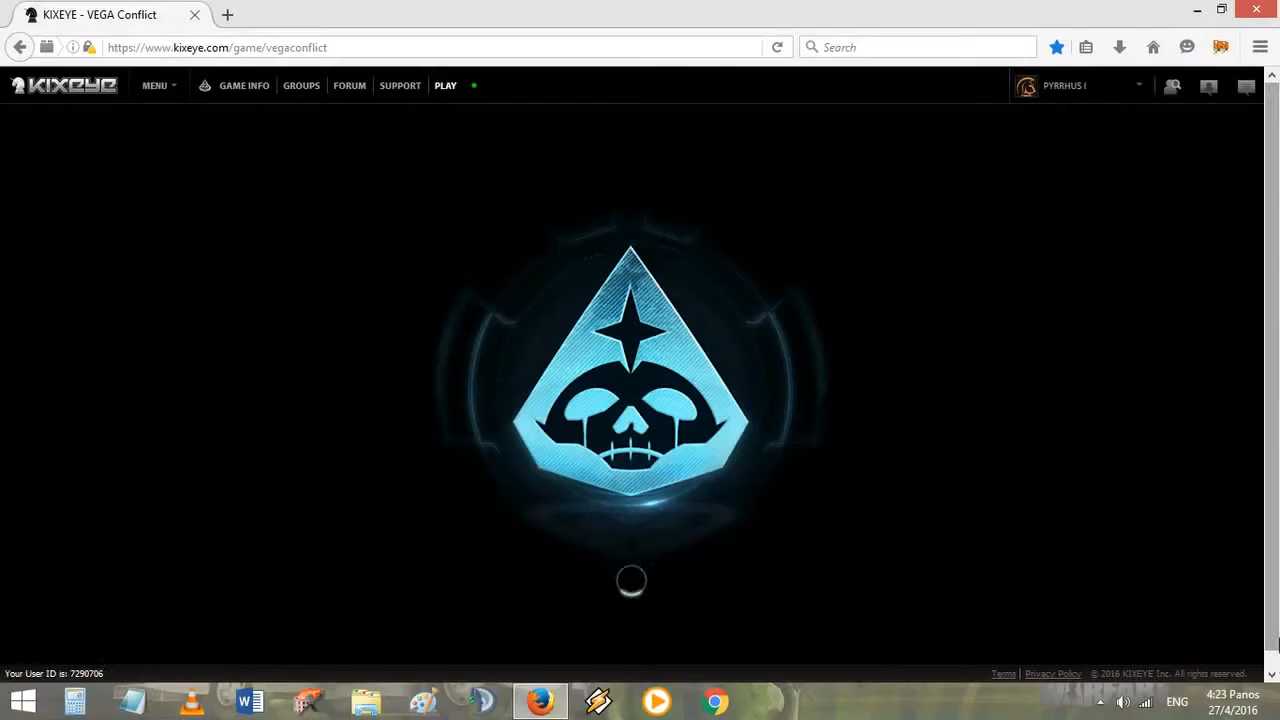 KIXEYE - VEGA Conflict
https://www.kixeye.com/game/vegaconflict
Search
KIXEYE
MENU
GAME INFO
GROUPS
FORUM
SUPPORT
PLAY
PYRRHUS I
Your User ID is: 7290706
Terms | Privacy Policy © 2016 KIXEYE Inc. All rights reserved.
ENG
4:23 Panos
27/4/2016